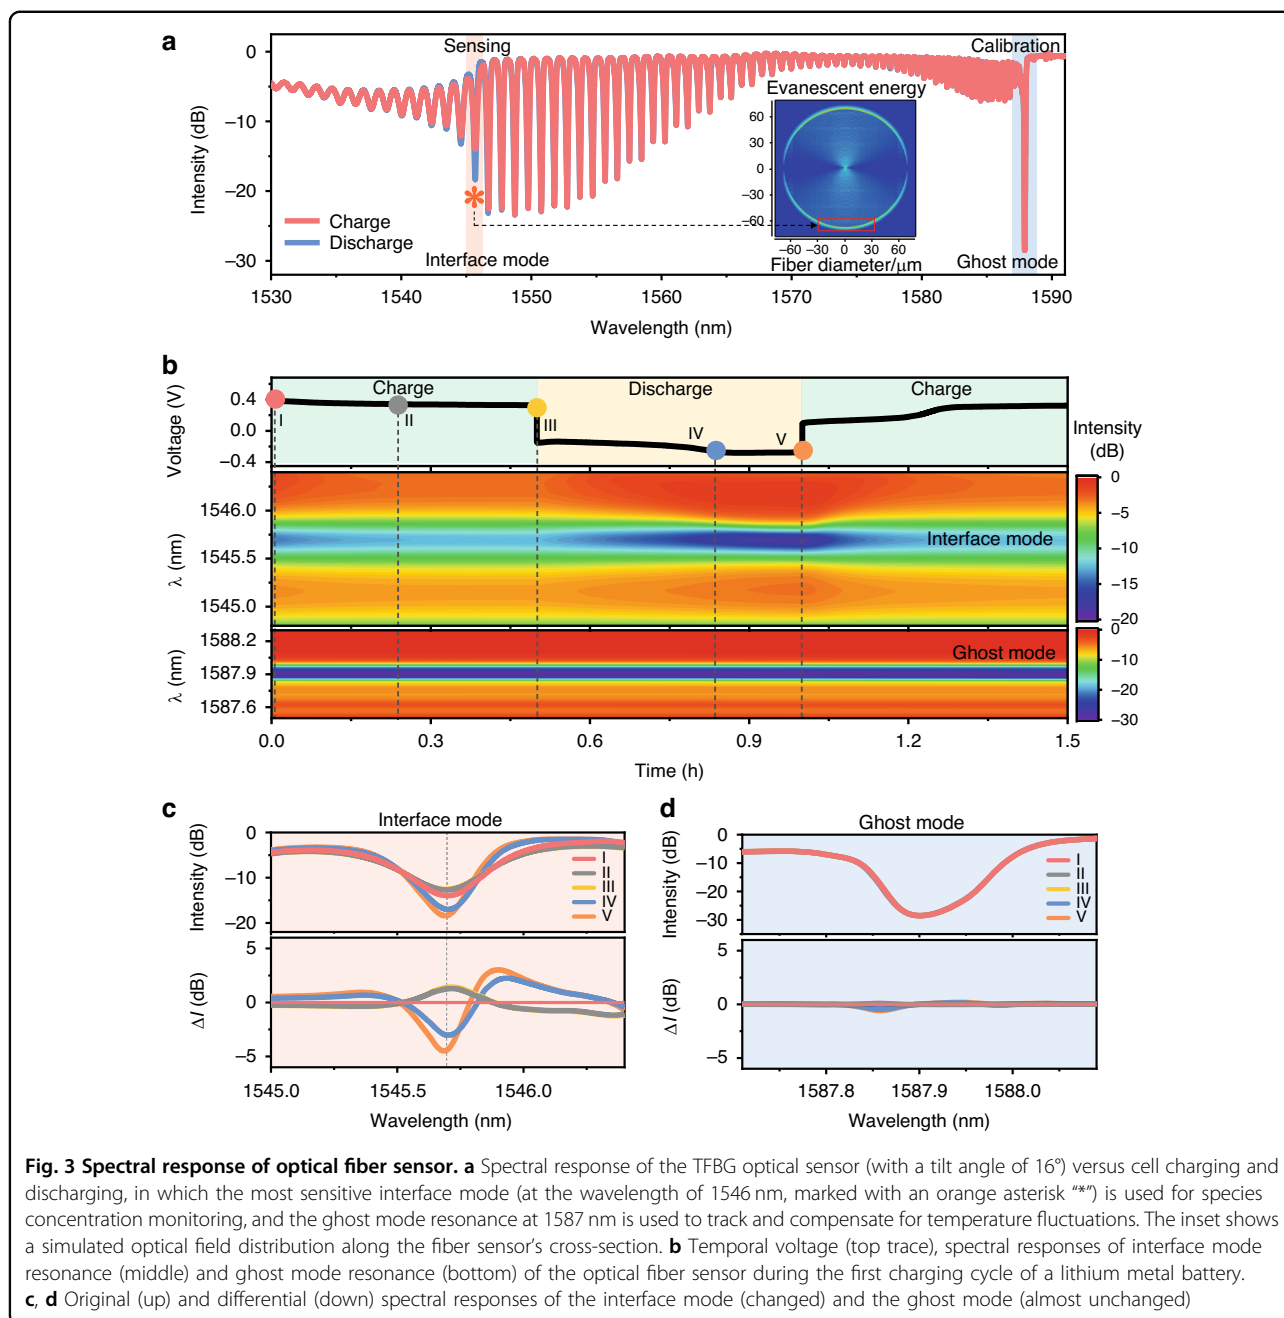 a
Sensing
Calibration
0
−10
−20
−30
Intensity (dB)
Charge
Discharge
*
Interface mode
Ghost mode
Evanescent energy
60
30
0
−30
−60
−60 −30 0 30 60
Fiber diameter/μm
1530 1540 1550 1560 1570 1580 1590
Wavelength (nm)
b
Charge
Discharge
Charge
0.4
0.0
−0.4
Voltage (V)
I
II
III
IV
V
Intensity
(dB)
1546.0
1545.5
1545.0
λ (nm)
Interface mode
0
−5
−10
−15
−20
1588.2
1587.9
1587.6
λ (nm)
Ghost mode
0
−10
−20
−30
0.0 0.3 0.6 0.9 1.2 1.5
Time (h)
c
Interface mode
0
−10
−20
Intensity (dB)
I
II
III
IV
V
5
0
−5
ΔI (dB)
1545.0 1545.5 1546.0
Wavelength (nm)
d
Ghost mode
0
−10
−20
−30
Intensity (dB)
I
II
III
IV
V
5
0
−5
ΔI (dB)
1587.8 1587.9 1588.0
Wavelength (nm)
Fig. 3 Spectral response of optical fiber sensor. a Spectral response of the TFBG optical sensor (with a tilt angle of 16°) versus cell charging and
discharging, in which the most sensitive interface mode (at the wavelength of 1546 nm, marked with an orange asterisk “*”) is used for species
concentration monitoring, and the ghost mode resonance at 1587 nm is used to track and compensate for temperature fluctuations. The inset shows
a simulated optical field distribution along the fiber sensor’s cross-section. b Temporal voltage (top trace), spectral responses of interface mode
resonance (middle) and ghost mode resonance (bottom) of the optical fiber sensor during the first charging cycle of a lithium metal battery.
c, d Original (up) and differential (down) spectral responses of the interface mode (changed) and the ghost mode (almost unchanged)